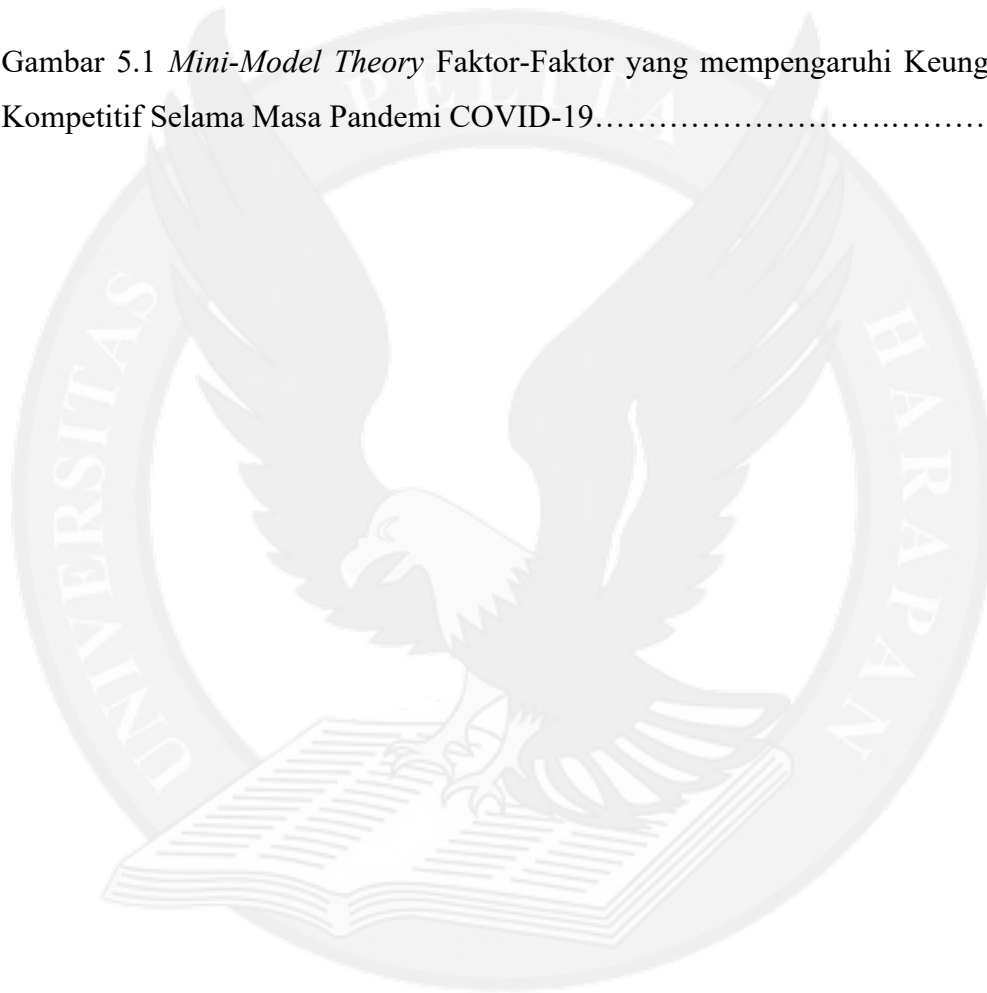 Gambar 5.1 Mini-Model Theory Faktor-Faktor yang mempengaruhi Keung
Kompetitif Selama Masa Pandemi COVID-19……………………….………
UNIVERSITAS PELITA HARAPAN